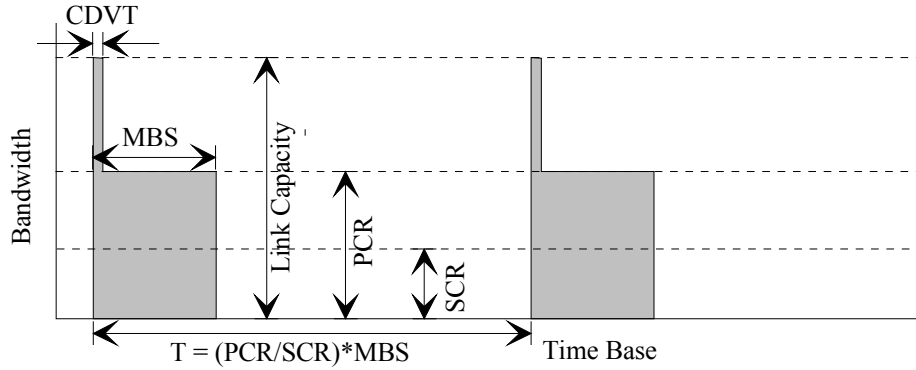 CDVT
MBS
Bandwidth
Link Capacity
PCR
SCR
T = (PCR/SCR)*MBS
Time Base